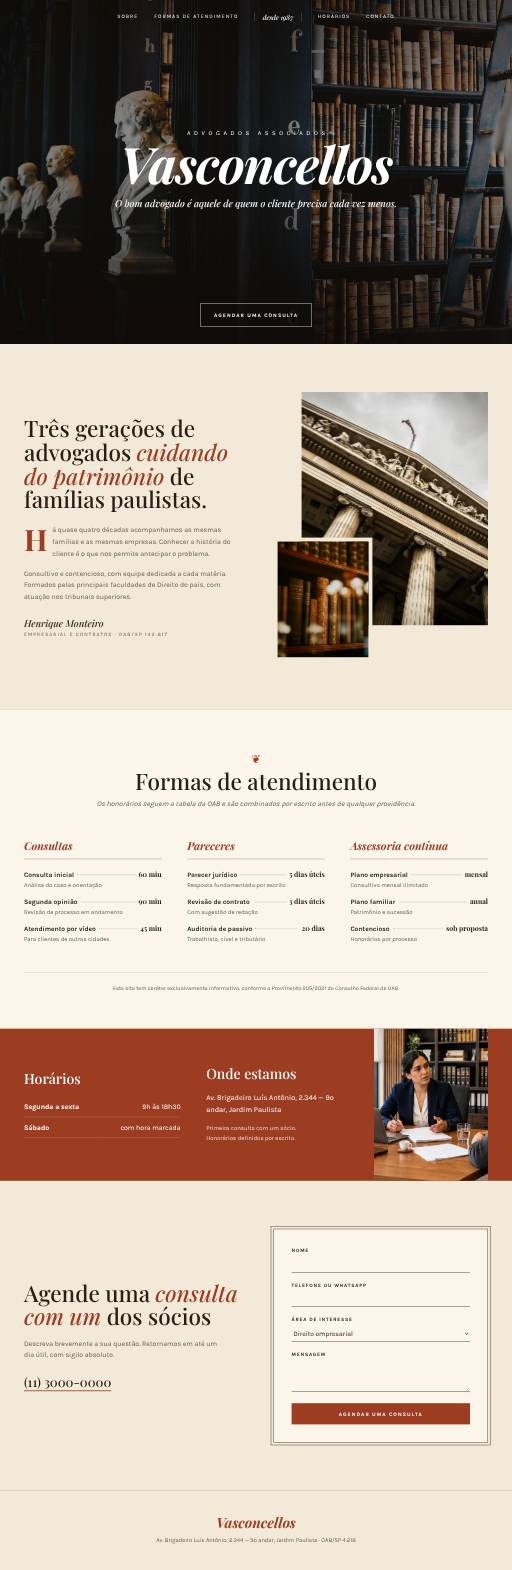 SOBRE
FORMAS DE ATENDIMENTO
desde 1987
HORÁRIOS
CONTATO
h
f
g
e
d
ADVOGADOS ASSOCIADOS
Vasconcellos
O bom advogado é aquele de quem o cliente precisa cada vez menos.
AGENDAR UMA CONSULTA
Três gerações de
advogados cuidando
do patrimônio de
famílias paulistas.
Há quase quatro décadas acompanhamos as mesmas
famílias e as mesmas empresas. Conhecer a história do
cliente é o que nos permite antecipar o problema.
Consultivo e contencioso, com equipe dedicada a cada matéria.
Formados pelas principais faculdades de Direito do país, com
atuação nos tribunais superiores.
Henrique Monteiro
EMPRESARIAL E CONTRATOS · OAB/SP 144.617
❦
Formas de atendimento
Os honorários seguem a tabela da OAB e são combinados por escrito antes de qualquer providência.
Consultas
Consulta inicial 60 min
Análise do caso e orientação
Segunda opinião 90 min
Revisão de processo em andamento
Atendimento por vídeo 45 min
Para clientes de outras cidades
Pareceres
Parecer jurídico 5 dias úteis
Resposta fundamentada por escrito
Revisão de contrato 3 dias úteis
Com sugestão de redação
Auditoria de passivo 20 dias
Trabalhista, cível e tributário
Assessoria contínua
Plano empresarial mensal
Consultivo mensal ilimitado
Plano familiar anual
Patrimônio e sucessão
Contencioso sob proposta
Honorários por processo
Este site tem caráter exclusivamente informativo, conforme o Provimento 205/2021 do Conselho Federal da OAB.
Horários
Segunda a sexta 9h às 18h30
Sábado com hora marcada
Onde estamos
Av. Brigadeiro Luís Antônio, 2.344 — 9o
andar, Jardim Paulista
Primeira consulta com um sócio.
Honorários definidos por escrito.
Agende uma consulta
com um dos sócios
Descreva brevemente a sua questão. Retornamos em até um
dia útil, com sigilo absoluto.
(11) 3000-0000
NOME
TELEFONE OU WHATSAPP
ÁREA DE INTERESSE
Direito empresarial
MENSAGEM
AGENDAR UMA CONSULTA
Vasconcellos
Av. Brigadeiro Luís Antônio, 2.344 — 9o andar, Jardim Paulista · OAB/SP 4.218